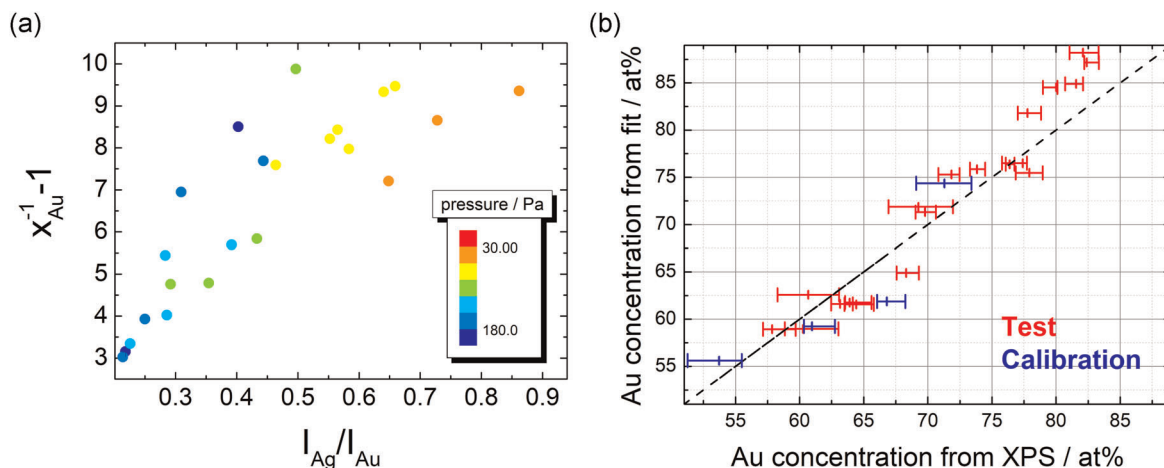 (a)
10
9
8
7
6
5
4
3
x⁻¹Au-1
0.3 0.4 0.5 0.6 0.7 0.8 0.9
IAg/IAu
pressure / Pa
30.00
180.0
(b)
85
80
75
70
65
60
55
Au concentration from fit / at%
Test
Calibration
55 60 65 70 75 80 85
Au concentration from XPS / at%